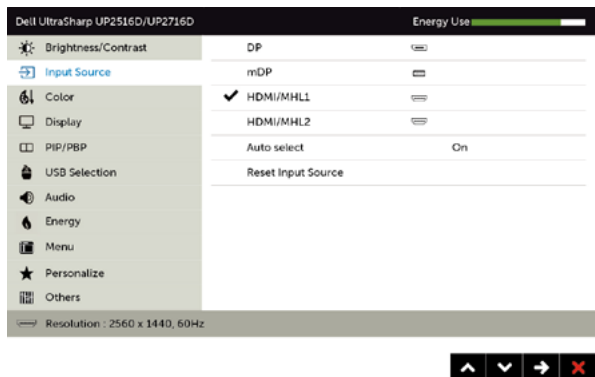 Dell UltraSharp UP2516D/UP2716D Energy Use
Brightness/Contrast DP
Input Source mDP
Color HDMI/MHL1
Display HDMI/MHL2
PIP/PBP Auto select On
USB Selection Reset Input Source
Audio
Energy
Menu
Personalize
Others
Resolution : 2560 x 1440, 60Hz